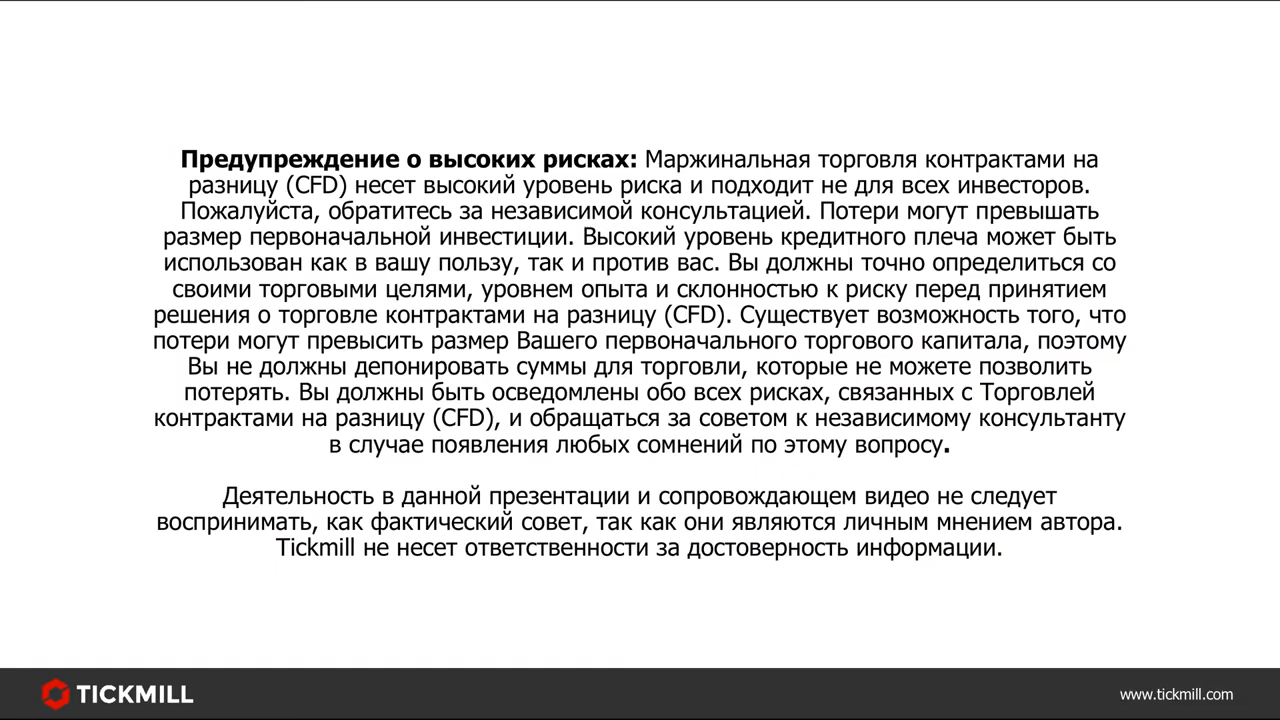 Предупреждение о высоких рисках: Маржинальная торговля контрактами на
разницу (CFD) несет высокий уровень риска и подходит не для всех инвесторов.
Пожалуйста, обратитесь за независимой консультацией. Потери могут превышать
размер первоначальной инвестиции. Высокий уровень кредитного плеча может быть
использован как в вашу пользу, так и против вас. Вы должны точно определиться со
своими торговыми целями, уровнем опыта и склонностью к риску перед принятием
решения о торговле контрактами на разницу (CFD). Существует возможность того, что
потери могут превысить размер Вашего первоначального торгового капитала, поэтому
Вы не должны депонировать суммы для торговли, которые не можете позволить
потерять. Вы должны быть осведомлены обо всех рисках, связанных с Торговлей
контрактами на разницу (CFD), и обращаться за советом к независимому консультанту
в случае появления любых сомнений по этому вопросу.
Деятельность в данной презентации и сопровождающем видео не следует
воспринимать, как фактический совет, так как они являются личным мнением автора.
Tickmill не несет ответственности за достоверность информации.
TICKMILL
www.tickmill.com